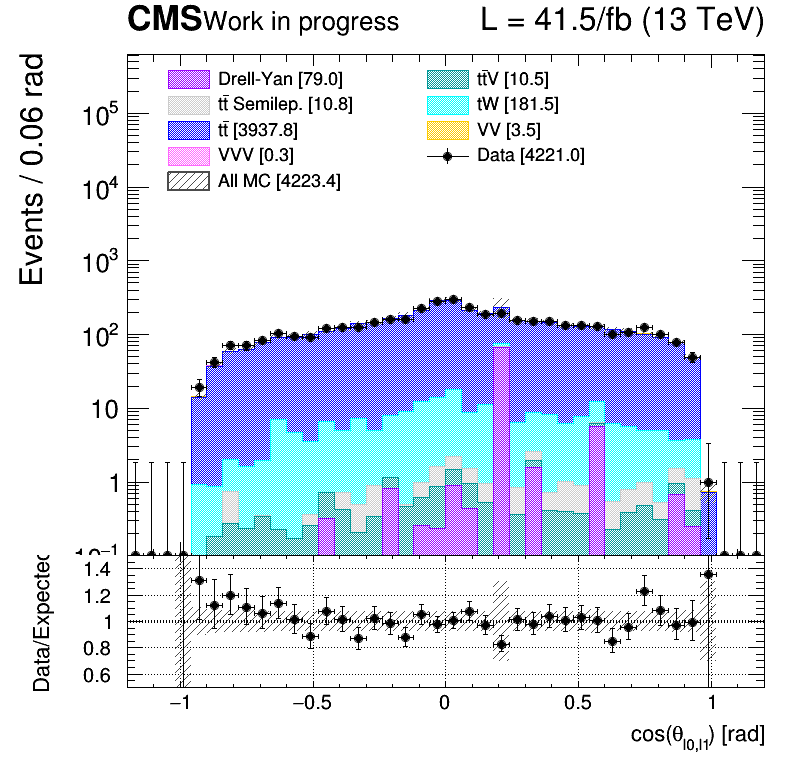 CMS Work in progress L = 41.5/fb (13 TeV)
Events / 0.06 rad
Drell-Yan [79.0]
tt̄ Semilep. [10.8]
tt̄ [3937.8]
VVV [0.3]
All MC [4223.4]
tt̄V [10.5]
tW [181.5]
VV [3.5]
Data [4221.0]
10⁵
10⁴
10³
10²
10
1
10⁻¹
Data/Expected
1.4
1.2
1
0.8
0.6
−1 −0.5 0 0.5 1
cos(θ_l0,l1) [rad]